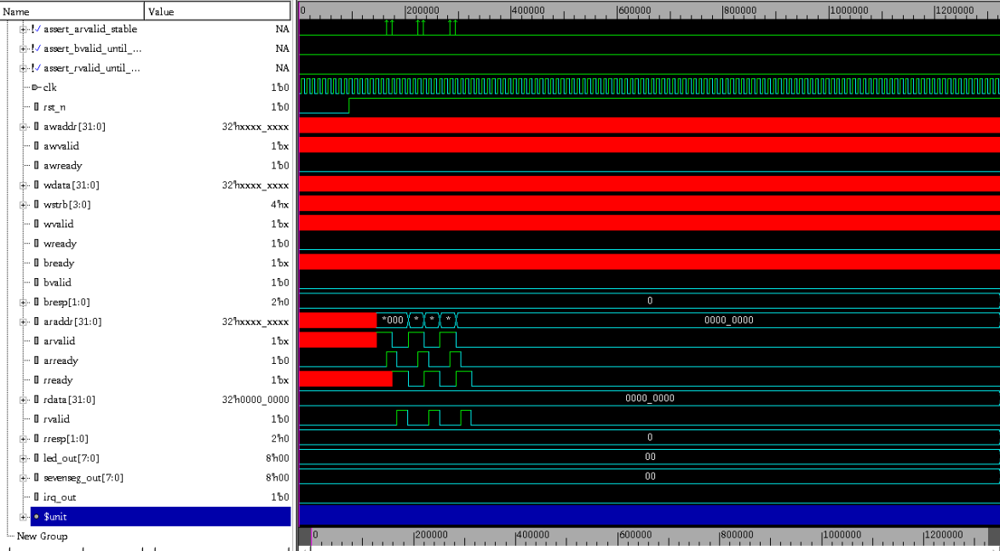 Name Value 0 200000 400000 600000 800000 1000000 1200000
assert_arvalid_stable NA
assert_bvalid_until_... NA
assert_rvalid_until_... NA
clk 1'b0
rst_n 1'b0
awaddr[31:0] 32'hxxxx_xxxx
awvalid 1'bx
awready 1'b0
wdata[31:0] 32'hxxxx_xxxx
wstrb[3:0] 4'hx
wvalid 1'bx
wready 1'b0
bready 1'bx
bvalid 1'b0
bresp[1:0] 2'h0 0
araddr[31:0] 32'hxxxx_xxxx *000 * * * 0000_0000
arvalid 1'bx
arready 1'b0
rready 1'bx
rdata[31:0] 32'h0000_0000 0000_0000
rvalid 1'b0
rresp[1:0] 2'h0 0
led_out[7:0] 8'h00 00
sevenseg_out[7:0] 8'h00 00
irq_out 1'b0
$unit
New Group 0 200000 400000 600000 800000 1000000 1200000